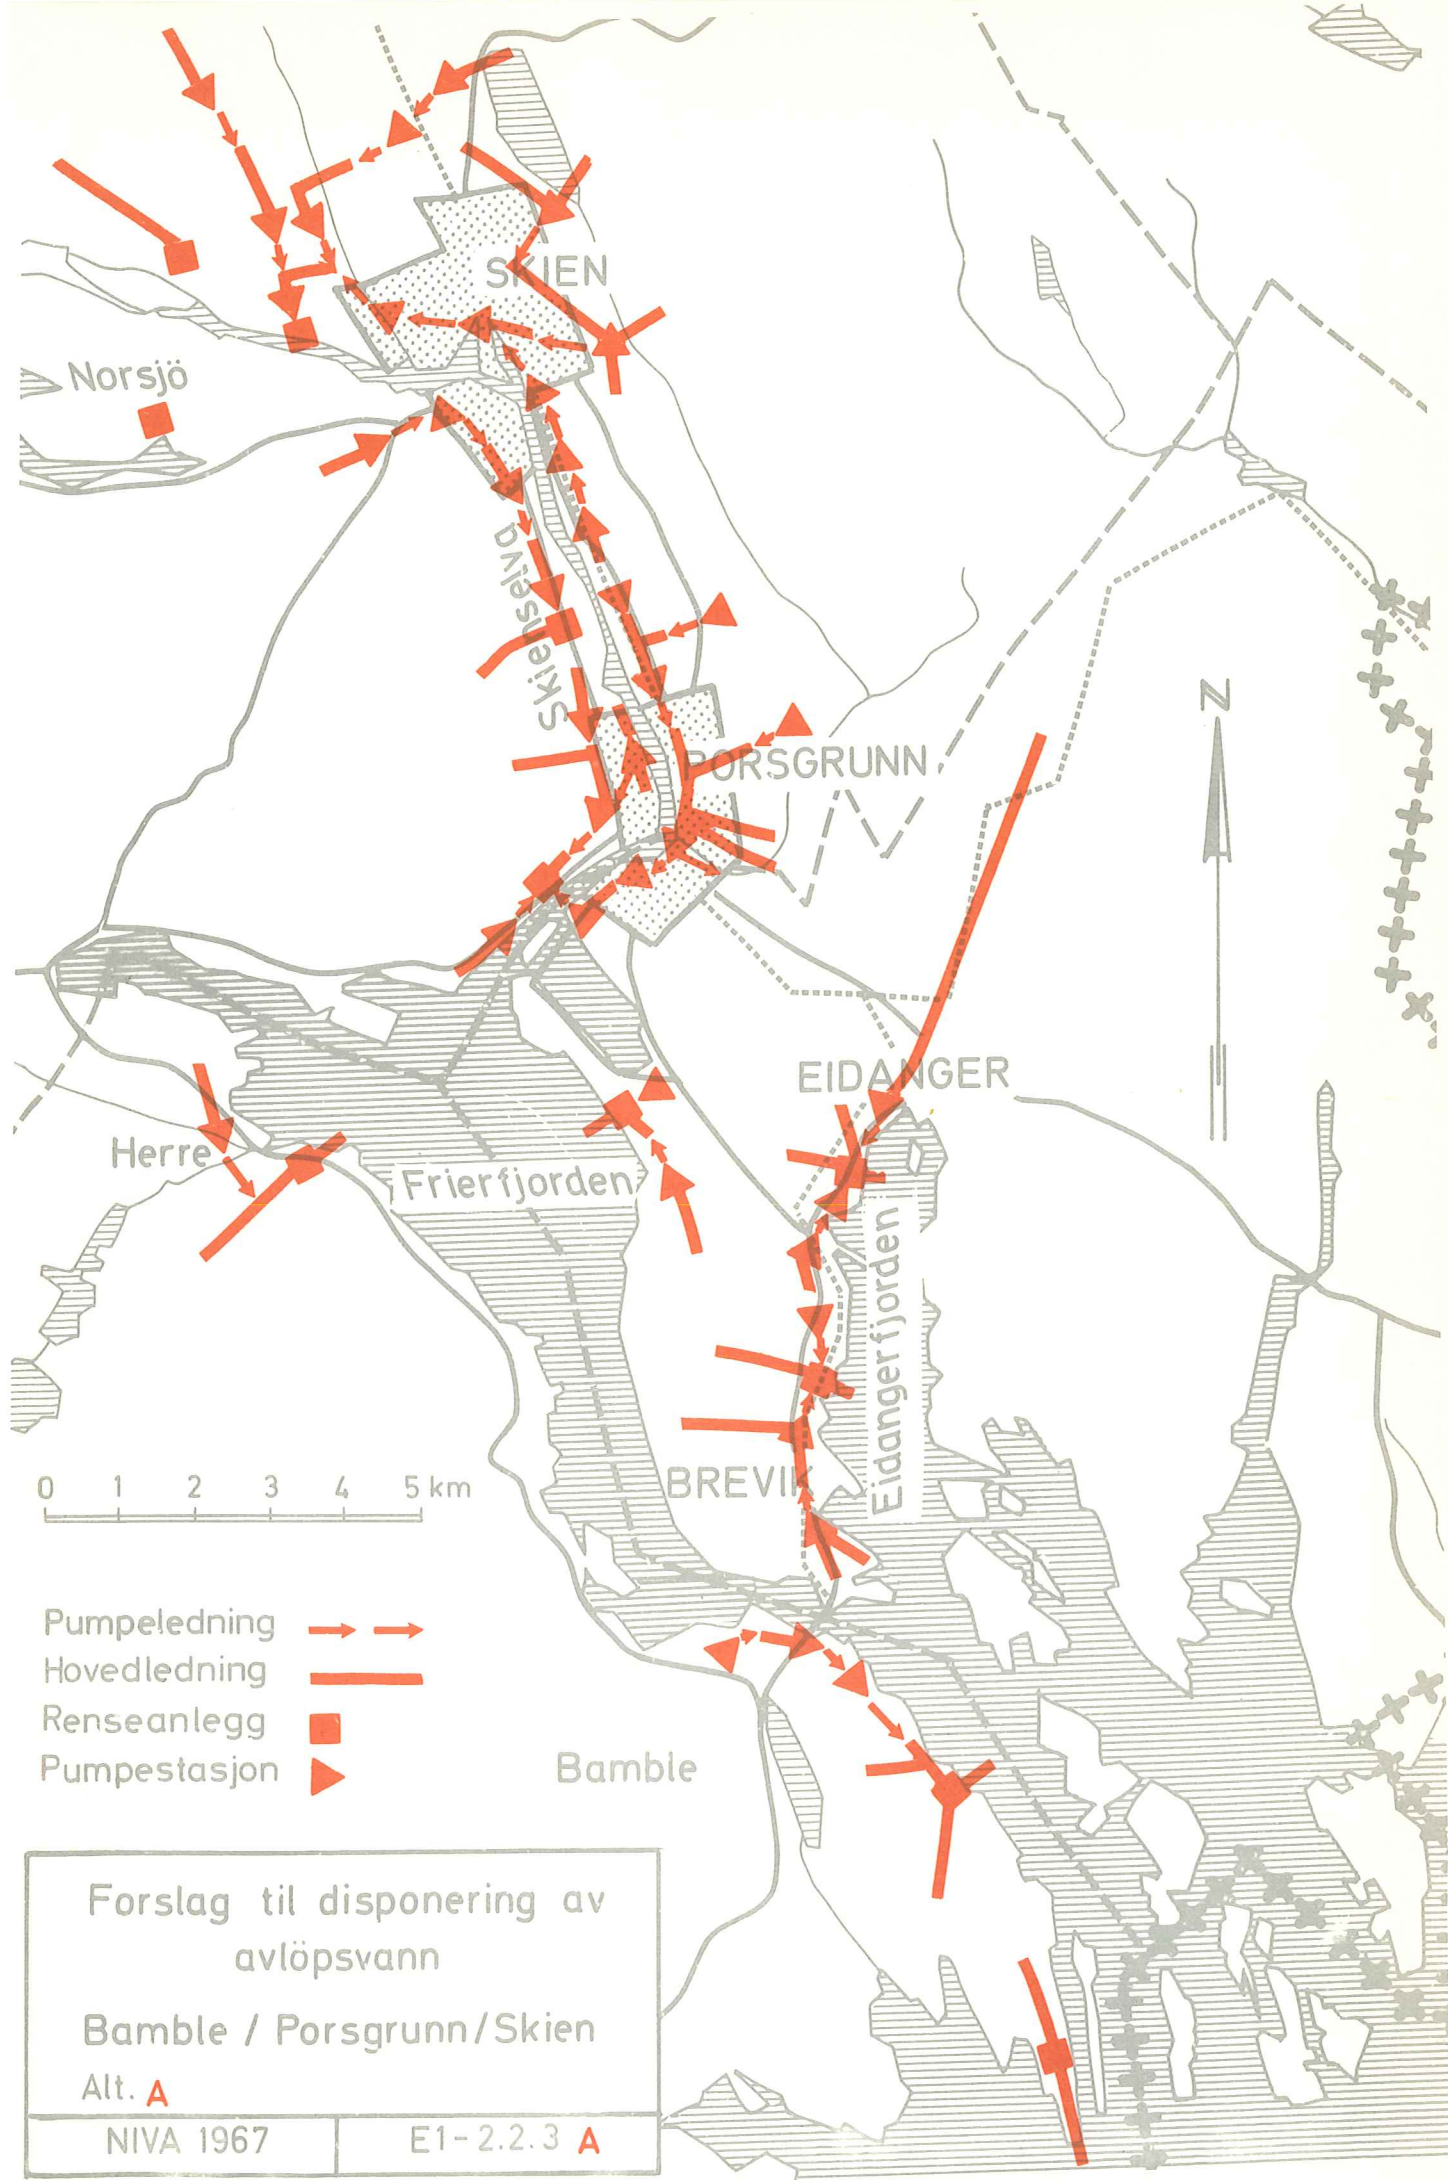 SKIEN
Norsjö
Skienselva
PORSGRUNN
N
EIDANGER
Herre
Frierfjorden
Eidangerfjorden
BREVIK
0 1 2 3 4 5 km
Pumpeledning
Hovedledning
Renseanlegg
Pumpestasjon
Bamble
Forslag til disponering av
avlöpsvann
Bamble / Porsgrunn/Skien
Alt. A
NIVA 1967
E1-2.2.3 A